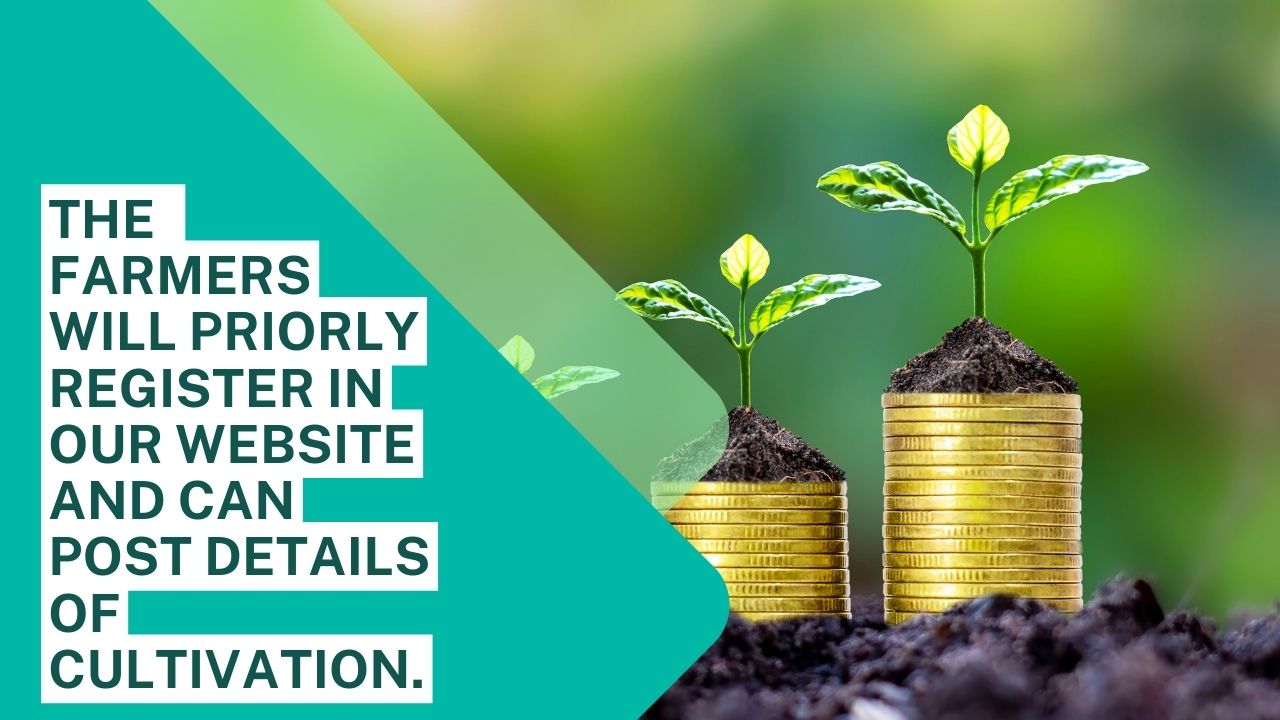 THE
FARMERS
WILL PRIORLY
REGISTER IN
OUR WEBSITE
AND CAN
POST DETAILS
OF
CULTIVATION.